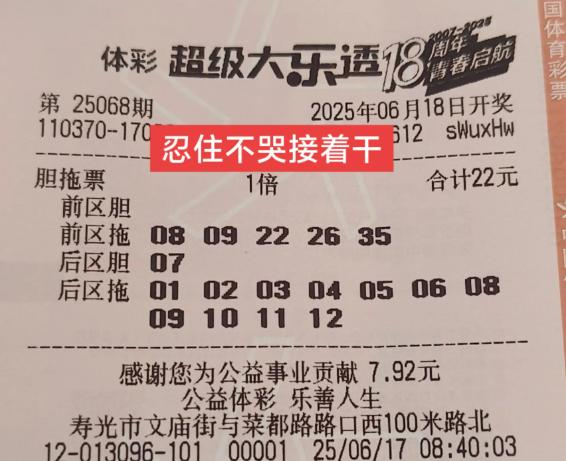 体彩 超级大乐透 18 2007-2025 周年 青春启航
第 25068期 2025年06月18日开奖
110370-170 612 sWuxHw
忍住不哭接着干
胆拖票 1倍 合计22元
前区胆
前区拖 08 09 22 26 35
后区胆 07
后区拖 01 02 03 04 05 06 08
09 10 11 12
感谢您为公益事业贡献 7.92元
公益体彩 乐善人生
寿光市文庙街与菜都路路口西100米路北
12-013096-101 00001 25/06/17 08:40:03
国体育彩票